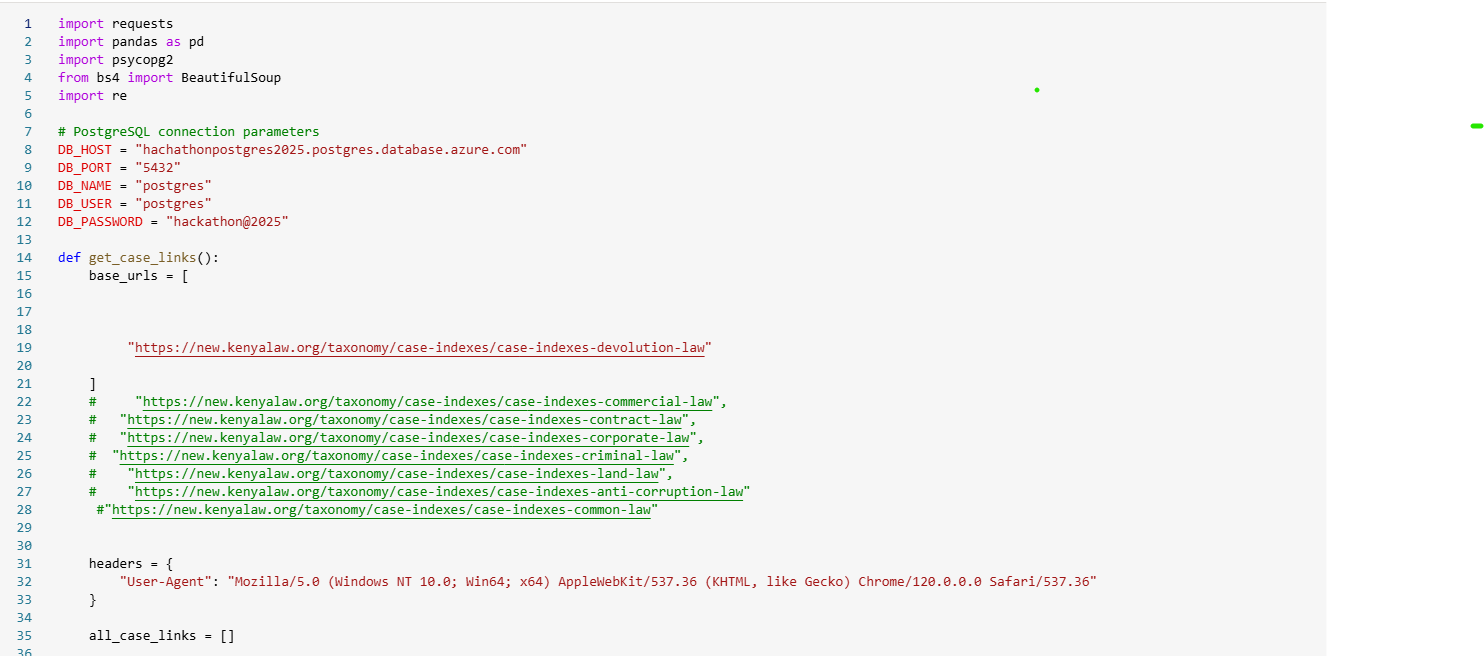 1 import requests
2 import pandas as pd
3 import psycopg2
4 from bs4 import BeautifulSoup
5 import re
6
7 # PostgreSQL connection parameters
8 DB_HOST = "hachathonpostgres2025.postgres.database.azure.com"
9 DB_PORT = "5432"
10 DB_NAME = "postgres"
11 DB_USER = "postgres"
12 DB_PASSWORD = "hackathon@2025"
13
14 def get_case_links():
15     base_urls = [
16
17
18
19          "https://new.kenyalaw.org/taxonomy/case-indexes/case-indexes-devolution-law"
20
21     ]
22     #     "https://new.kenyalaw.org/taxonomy/case-indexes/case-indexes-commercial-law",
23     #   "https://new.kenyalaw.org/taxonomy/case-indexes/case-indexes-contract-law",
24     #   "https://new.kenyalaw.org/taxonomy/case-indexes/case-indexes-corporate-law",
25     #  "https://new.kenyalaw.org/taxonomy/case-indexes/case-indexes-criminal-law",
26     #    "https://new.kenyalaw.org/taxonomy/case-indexes/case-indexes-land-law",
27     #    "https://new.kenyalaw.org/taxonomy/case-indexes/case-indexes-anti-corruption-law"
28      #"https://new.kenyalaw.org/taxonomy/case-indexes/case-indexes-common-law"
29
30
31     headers = {
32         "User-Agent": "Mozilla/5.0 (Windows NT 10.0; Win64; x64) AppleWebKit/537.36 (KHTML, like Gecko) Chrome/120.0.0.0 Safari/537.36"
33     }
34
35     all_case_links = []
36